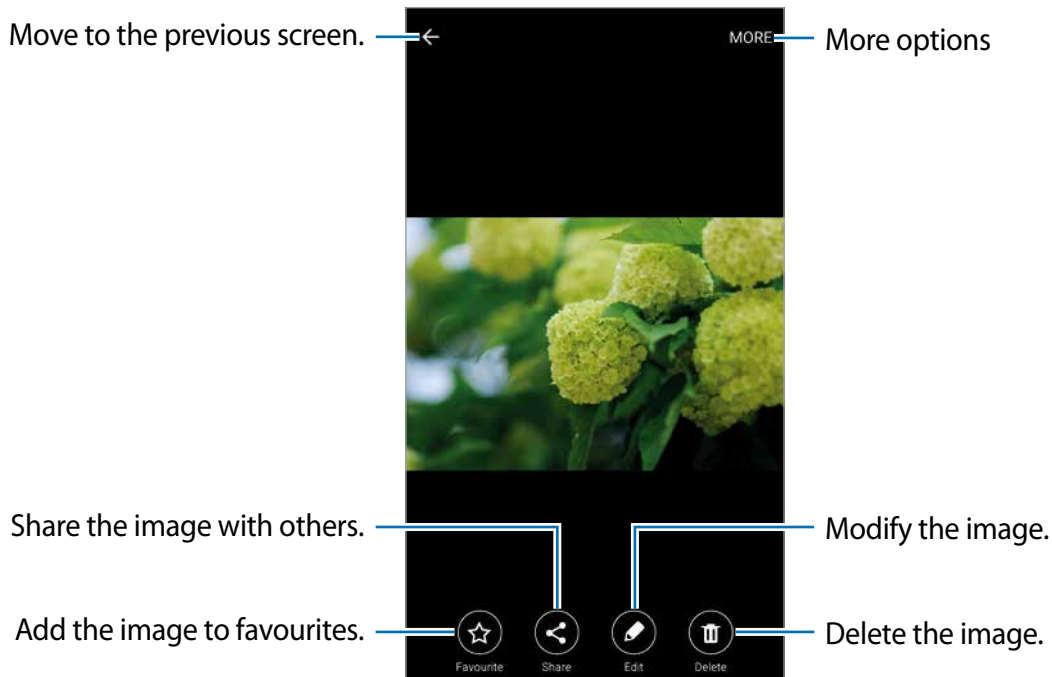 Move to the previous screen.
MORE
More options
Share the image with others.
Modify the image.
Add the image to favourites.
Delete the image.
Favourite
Share
Edit
Delete